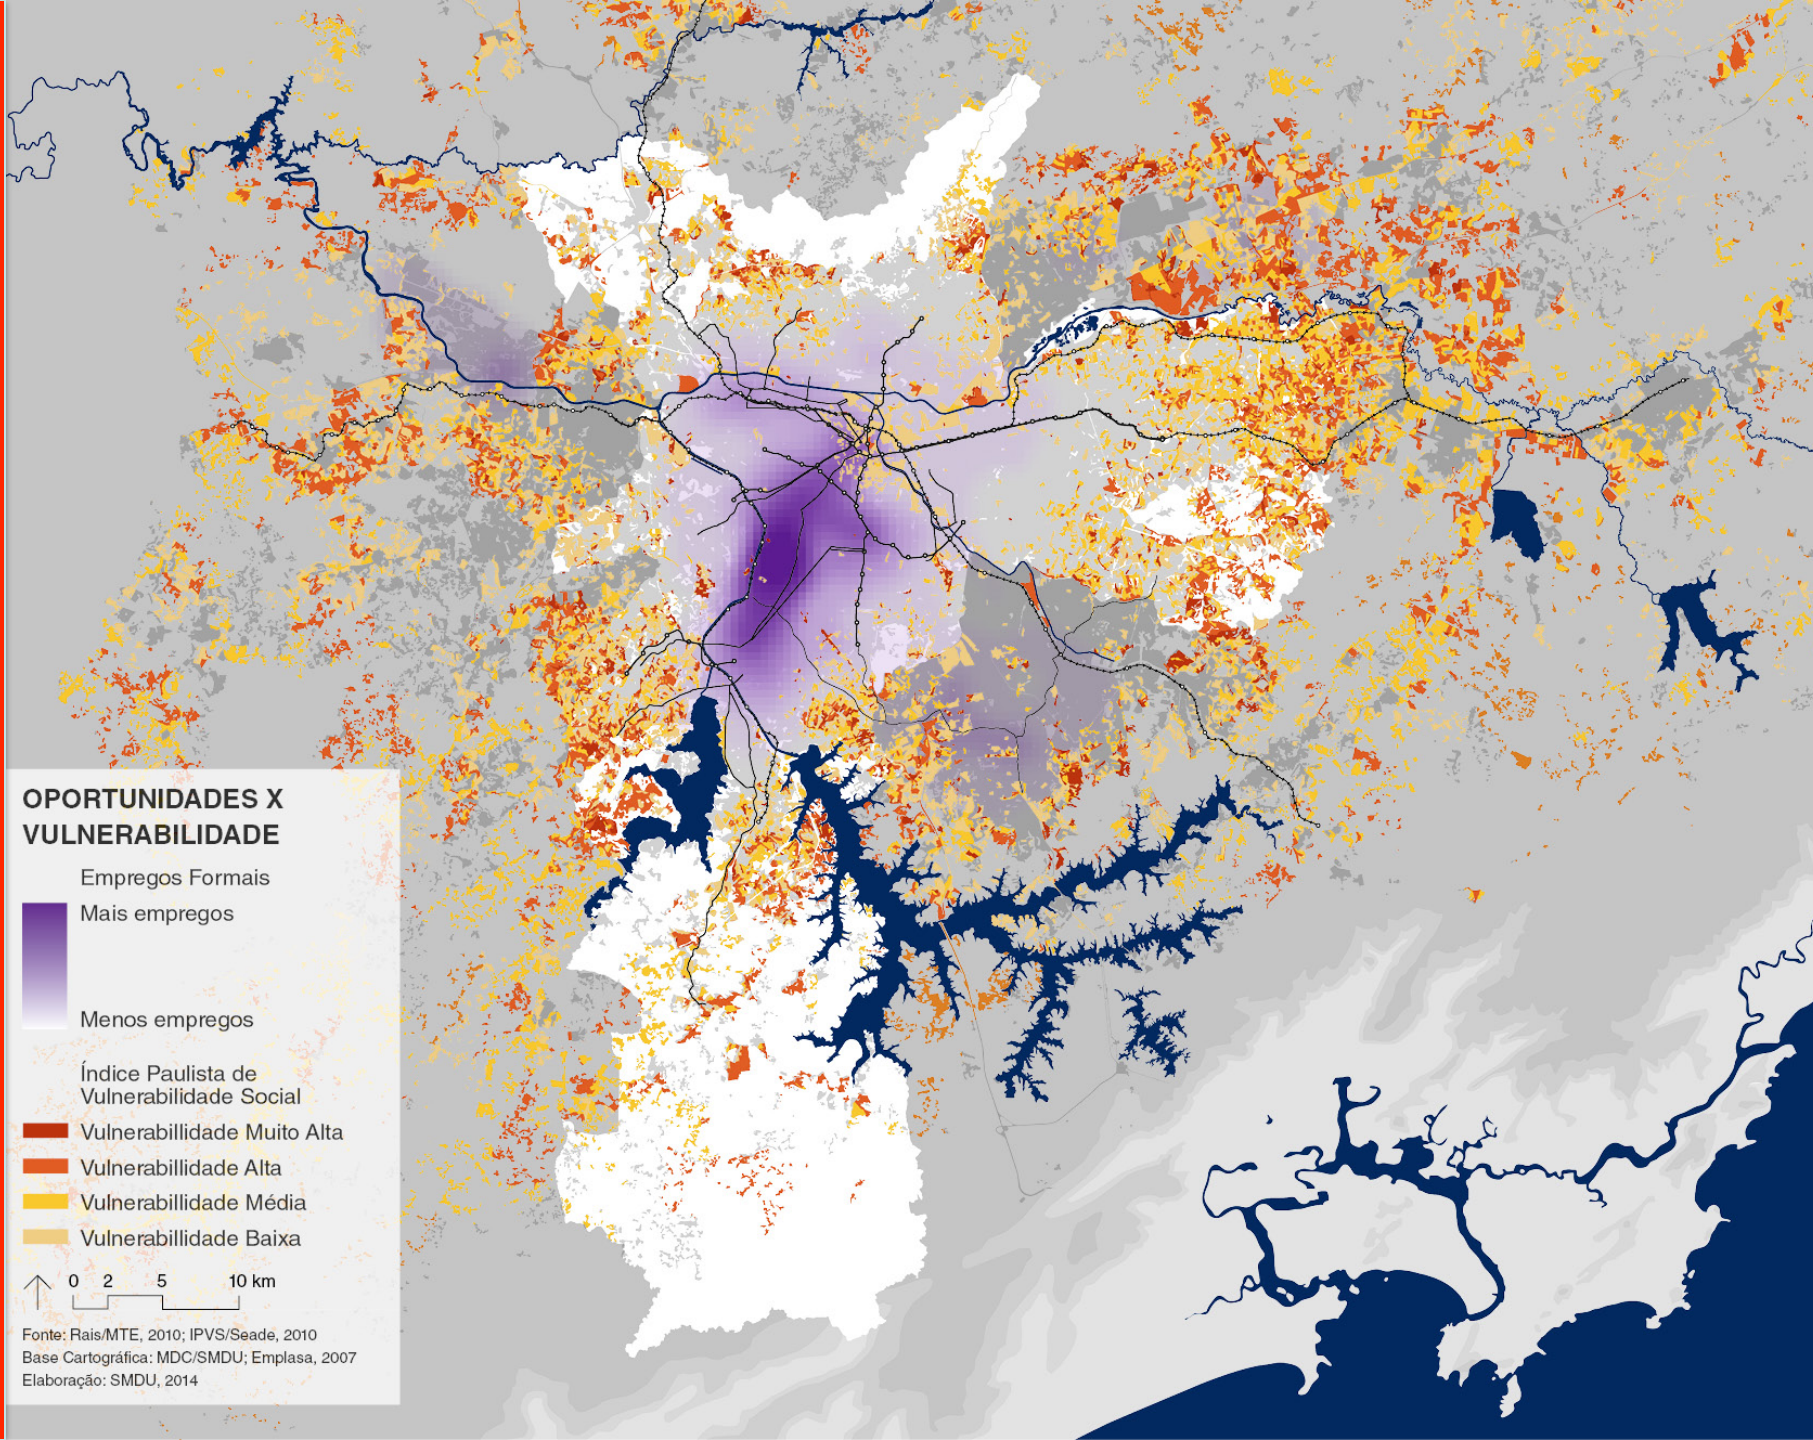 OPORTUNIDADES X
VULNERABILIDADE
Empregos Formais
Mais empregos
Menos empregos
Índice Paulista de
Vulnerabilidade Social
Vulnerabillidade Muito Alta
Vulnerabillidade Alta
Vulnerabillidade Média
Vulnerabillidade Baixa
0 2 5 10 km
Fonte: Rais/MTE, 2010; IPVS/Seade, 2010
Base Cartográfica: MDC/SMDU; Emplasa, 2007
Elaboração: SMDU, 2014